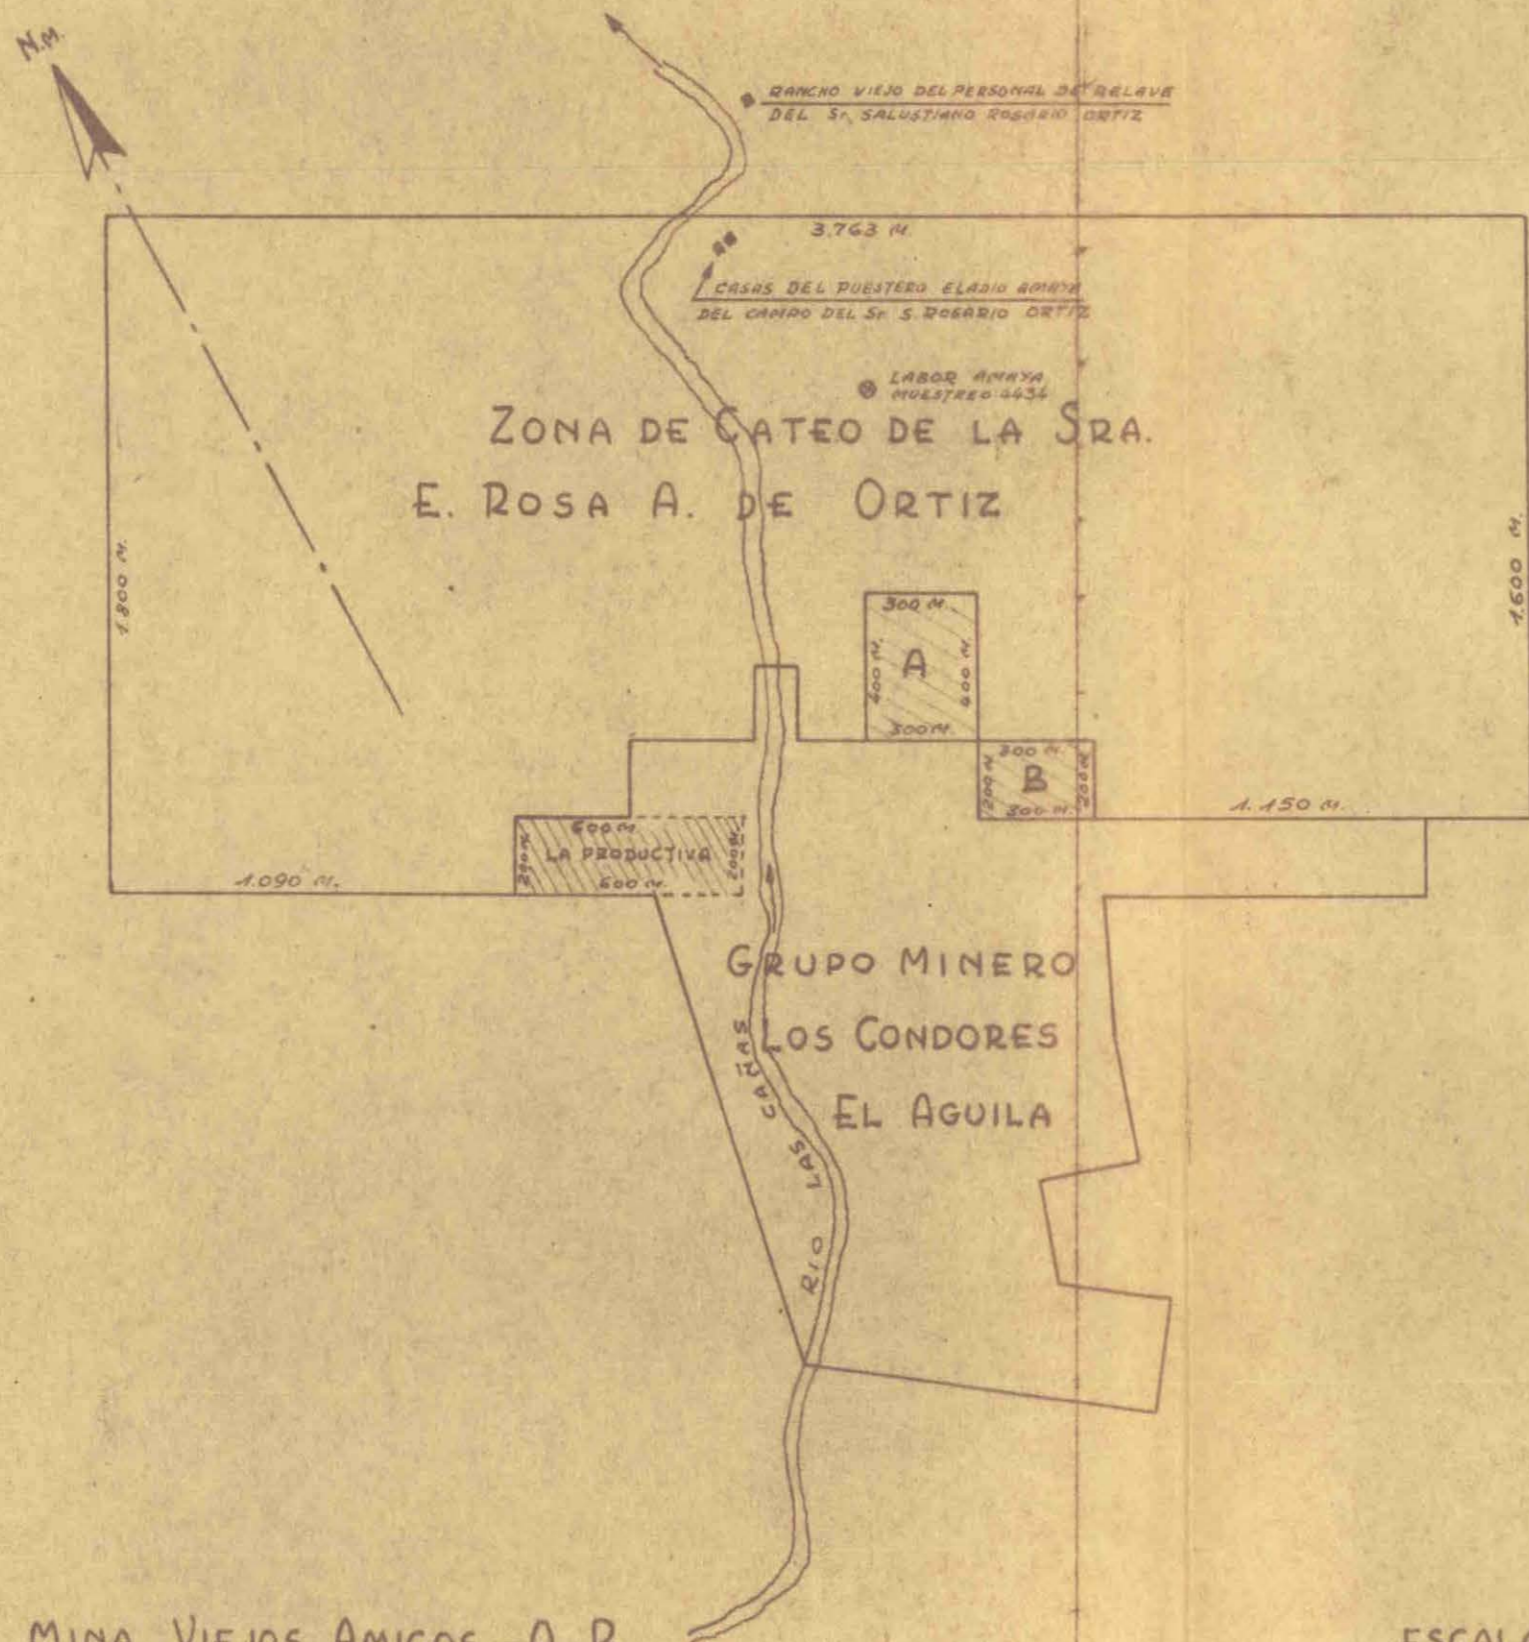 N.M.
RANCHO VIEJO DEL PERSONAL DE RELAVE
DEL Sr. SALUSTIANO ROSARIO ORTIZ
3.763 M.
CASAS DEL PUESTERO ELADIO AMAYA
DEL CAMPO DEL Sr S. ROSARIO ORTIZ
LABOR AMAYA
MUESTREO 4434
ZONA DE CATEO DE LA SRA.
E. ROSA A. DE ORTIZ
1.800 M.
1.600 M.
300 M.
400 M.
A
400 M.
300 M.
300 M.
200 M
B
200 M
300 M.
1.150 M.
600 M
200 M
LA PRODUCTIVA
200 M.
600 M.
1.090 M.
GRUPO MINERO
LOS CONDORES
EL AGUILA
RIO LAS CAÑAS
MINA VIEJOS AMIGOS
ESCALA